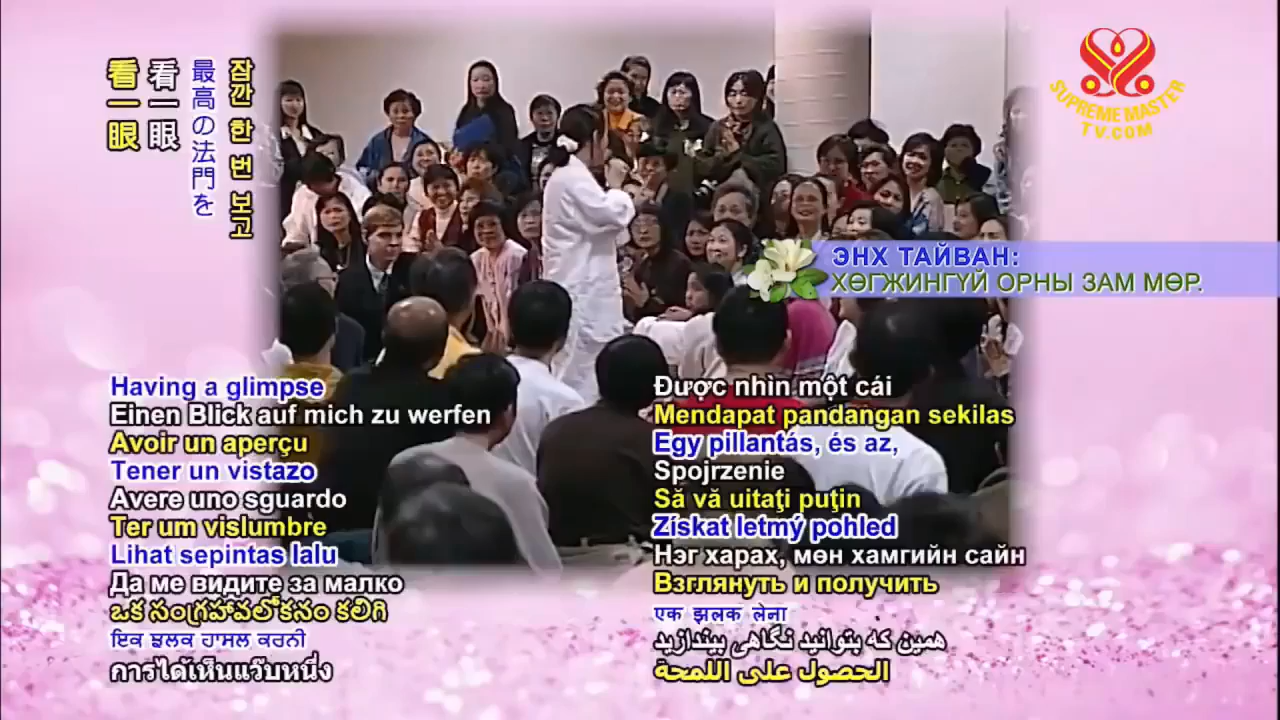 看一眼
看一眼
最高の法門を
잠깐 한 번 보고
SUPREME MASTER
TV.COM
ЭНХ ТАЙВАН:
ХӨГЖИНГҮЙ ОРНЫ ЗАМ МӨР.
Having a glimpse
Einen Blick auf mich zu werfen
Avoir un aperçu
Tener un vistazo
Avere uno sguardo
Ter um vislumbre
Lihat sepintas lalu
Да ме видите за малко
ఒక సంగ్రహావలోకనం కలిగి
ਇਕ ਝਲਕ ਹਾਸਲ ਕਰਨੀ
การได้เห็นแว๊บหนึ่ง
Được nhìn một cái
Mendapat pandangan sekilas
Egy pillantás, és az,
Spojrzenie
Să vă uitaţi puţin
Získat letmý pohled
Нэг харах, мөн хамгийн сайн
Взглянуть и получить
एक झलक लेना
همین که بتوانید نگاهی بیندازید
الحصول على اللمحة